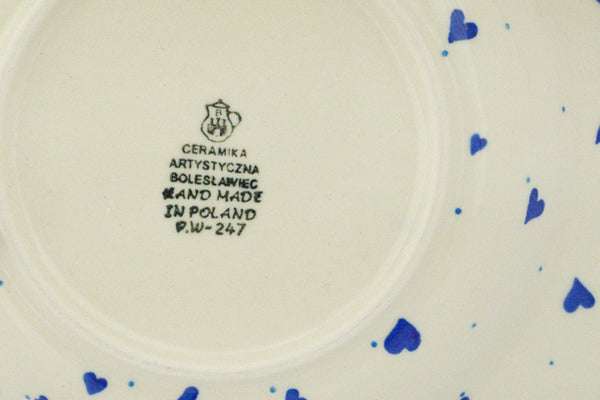 B
CERAMIKA
ARTYSTYCZNA
BOLESŁAWIEC
HAND MADE
IN POLAND
P.W-247